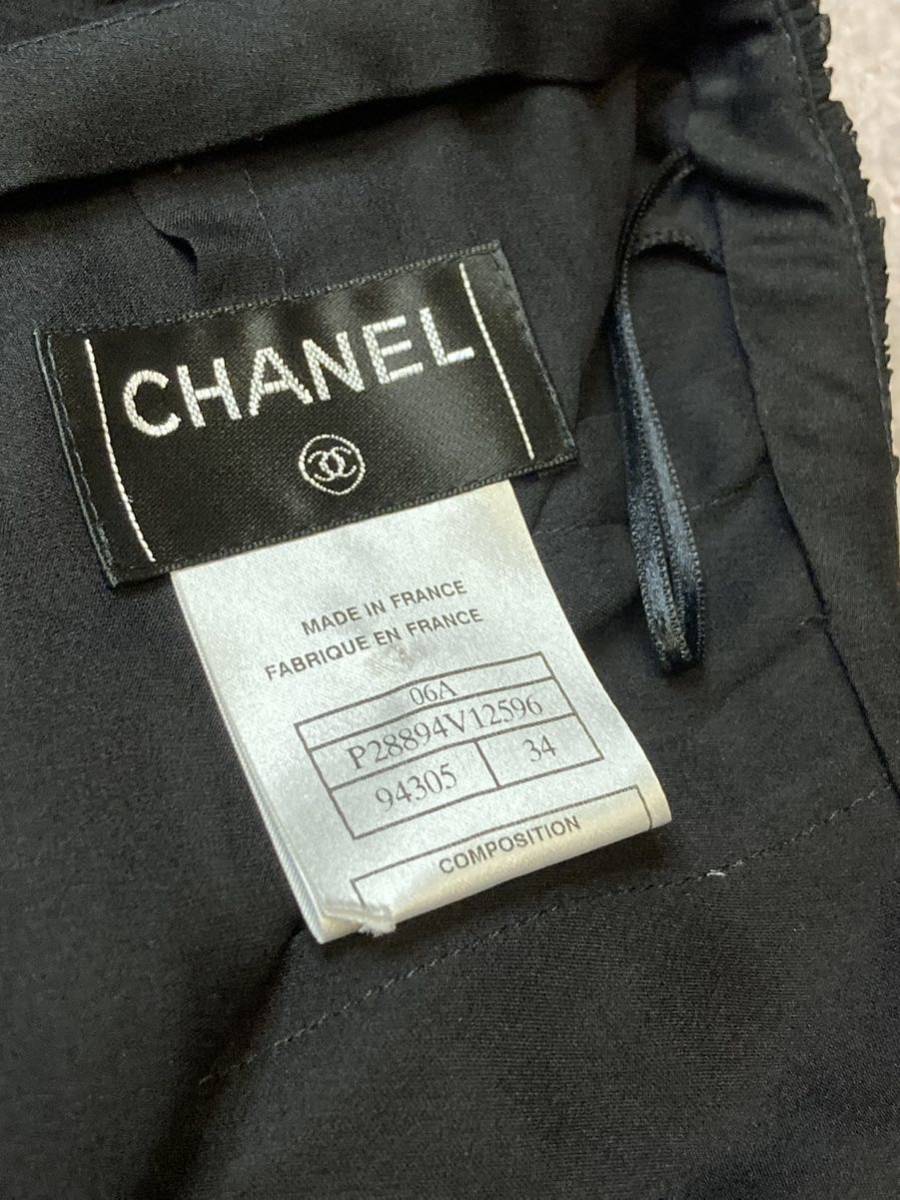 CHANEL
MADE IN FRANCE
FABRIQUE EN FRANCE
06A
P28894V12596
94305 34
COMPOSITION